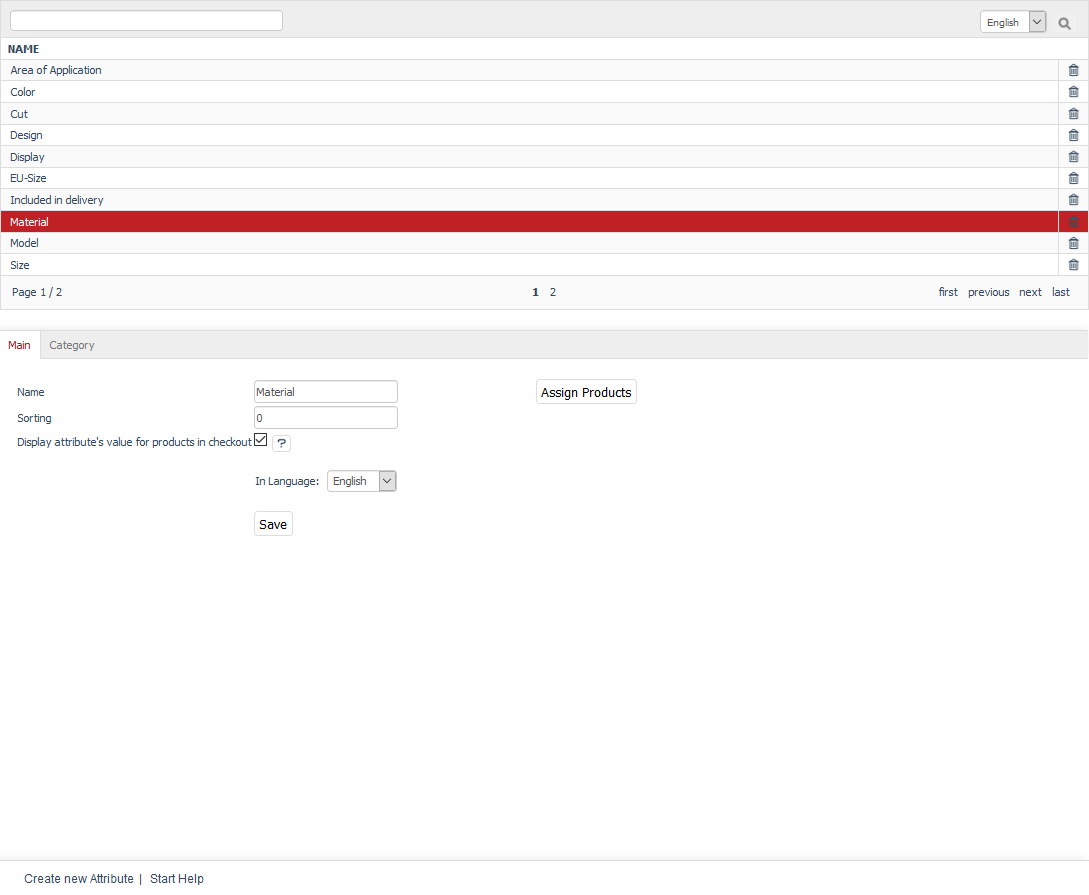 English
NAME
Area of Application
Color
Cut
Design
Display
EU-Size
Included in delivery
Material
Model
Size
Page 1 / 2 1 2 first previous next last
Main Category
Name Material Assign Products
Sorting 0
Display attribute's value for products in checkout ?
In Language: English
Save
Create new Attribute | Start Help